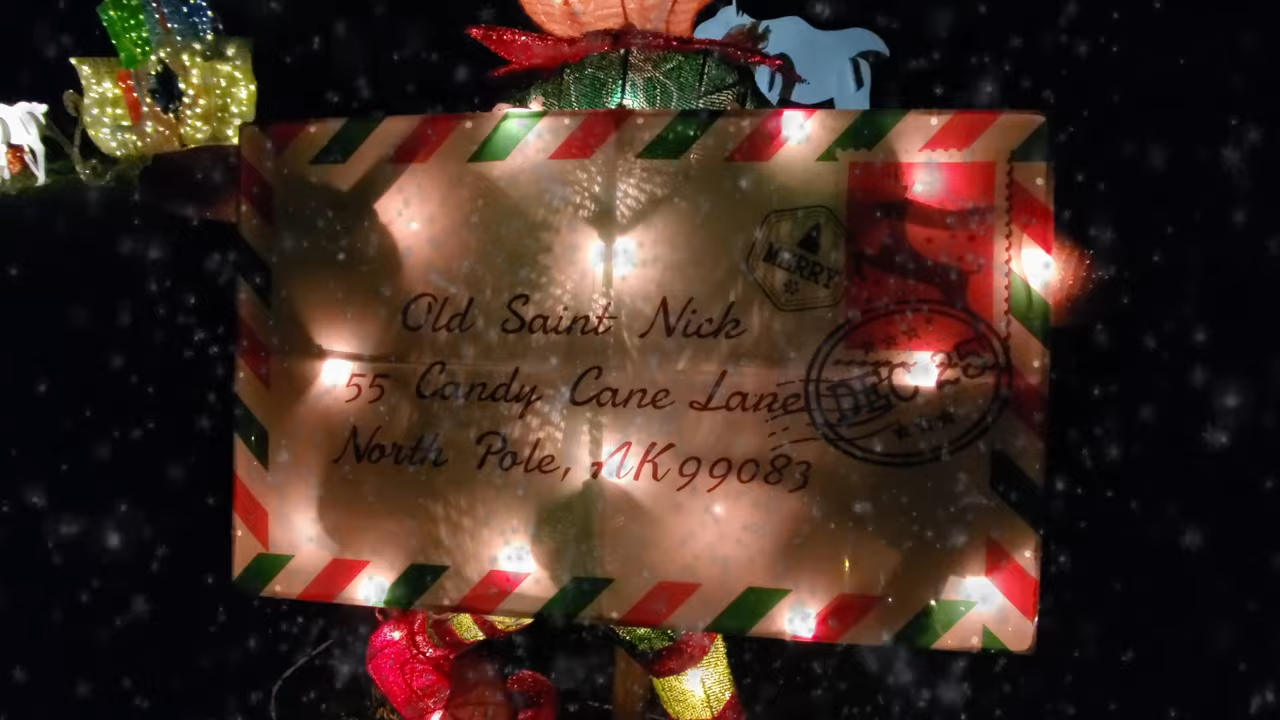 MERRY
Old Saint Nick
DEC 25
55 Candy Cane Lane
North Pole, AK 99083